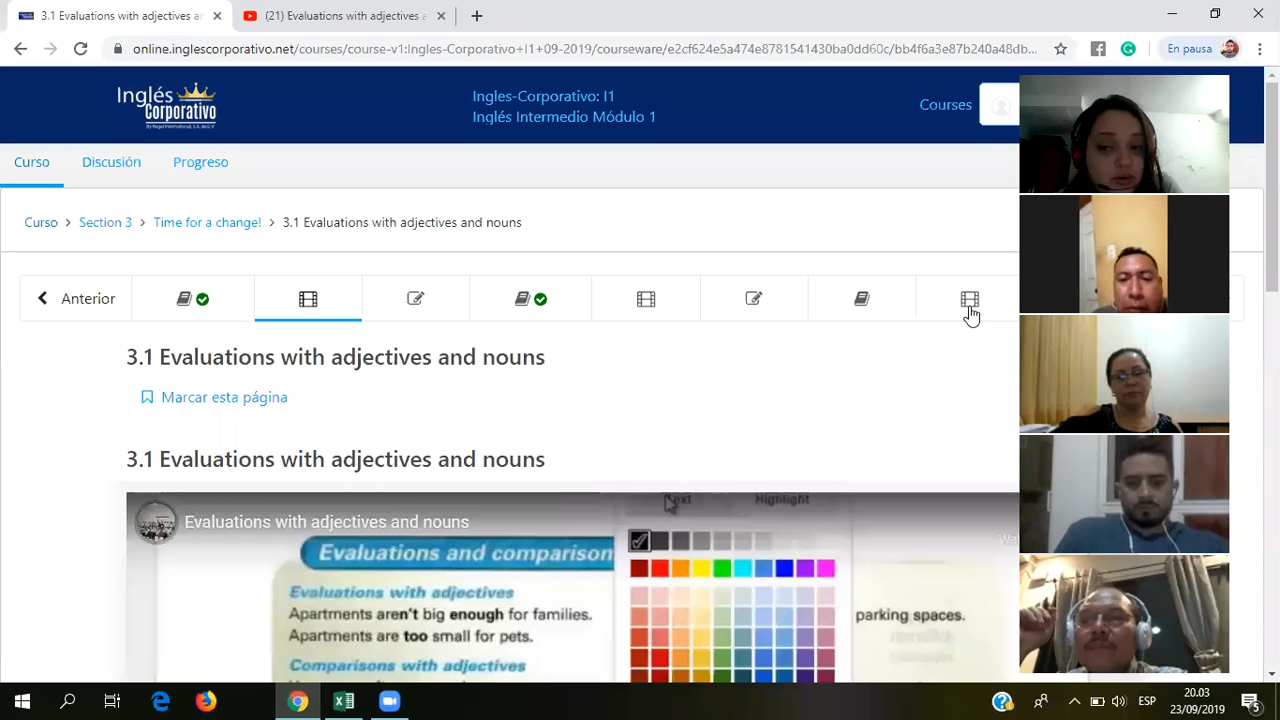 3.1 Evaluations with adjectives an
(21) Evaluations with adjectives a
online.inglescorporativo.net/courses/course-v1:Ingles-Corporativo+I1+09-2019/courseware/e2cf624e5a474e8781541430ba0dd60c/bb4f6a3e87b240a48db...
En pausa
Inglés
Corporativo
By Regal International, S.A. de C.V.
Ingles-Corporativo: I1
Inglés Intermedio Módulo 1
Courses
Curso
Discusión
Progreso
Curso > Section 3 > Time for a change! > 3.1 Evaluations with adjectives and nouns
Anterior
3.1 Evaluations with adjectives and nouns
Marcar esta página
3.1 Evaluations with adjectives and nouns
Evaluations with adjectives and nouns
Highlight
Evaluations and comparison
Evaluations with adjectives
Apartments aren't big enough for families.
parking spaces.
Apartments are too small for pets.
Comparisons with adjectives
ESP
20.03
23/09/2019
5